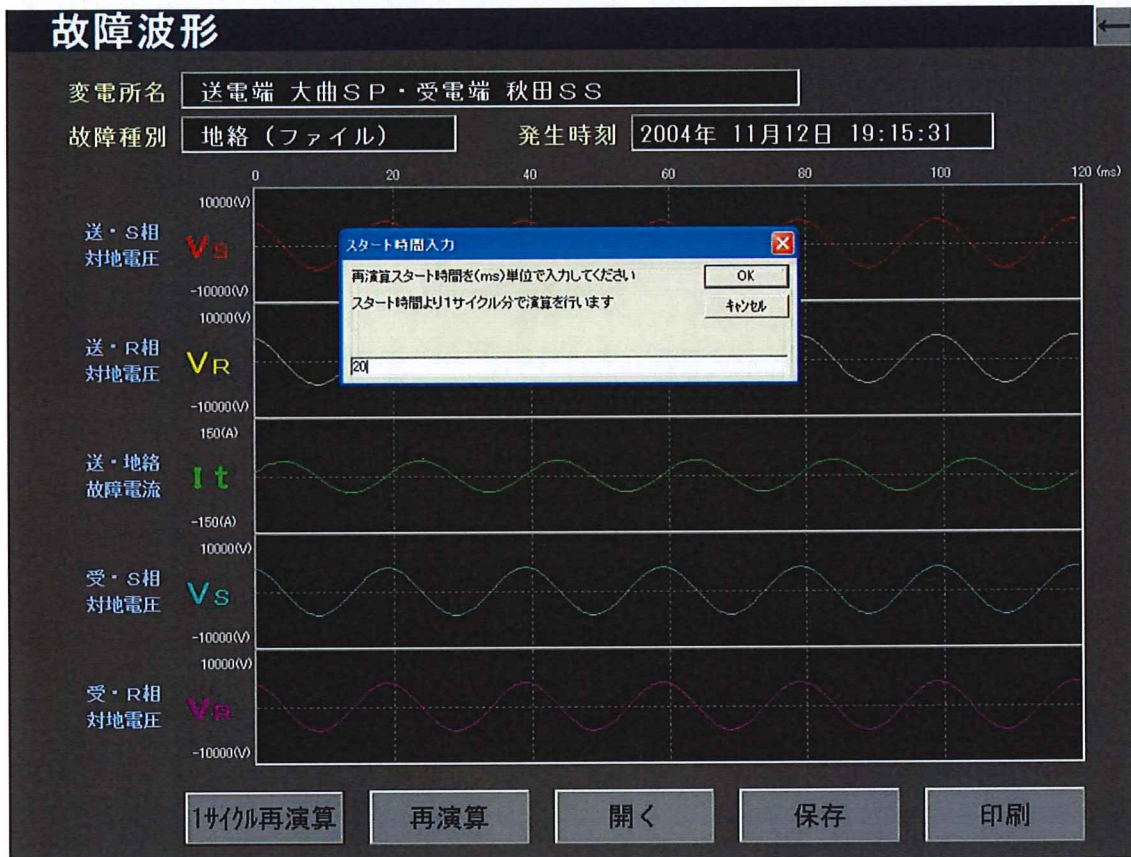 故障波形
←
変電所名 送電端 大曲SP・受電端 秋田SS
故障種別 地絡 (ファイル) 発生時刻 2004年 11月12日 19:15:31
0 20 40 60 80 100 120 (ms)
10000(V)
送・S相
対地電圧
VS
-10000(V)
10000(V)
送・R相
対地電圧
VR
-10000(V)
150(A)
送・地絡
故障電流
It
-150(A)
10000(V)
受・S相
対地電圧
VS
-10000(V)
10000(V)
受・R相
対地電圧
VR
-10000(V)
スタート時間入力
再演算スタート時間を(ms)単位で入力してください
スタート時間より1サイクル分で演算を行います
OK
キャンセル
20
1サイクル再演算 再演算 開く 保存 印刷